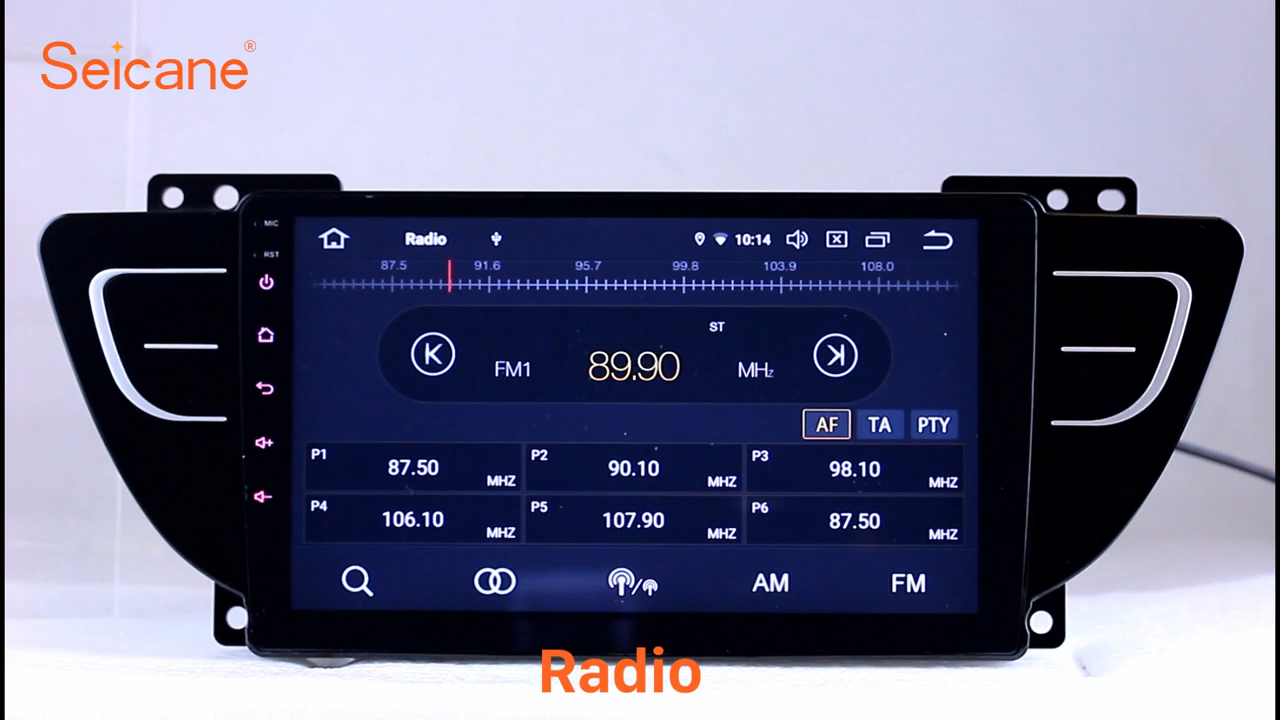 Seicane®
MIC
RST
Radio 10:14
87.5 91.6 95.7 99.8 103.9 108.0
ST
FM1 89.90 MHz
AF TA PTY
P1 87.50 MHZ P2 90.10 MHZ P3 98.10 MHZ
P4 106.10 MHZ P5 107.90 MHZ P6 87.50 MHZ
AM FM
Radio